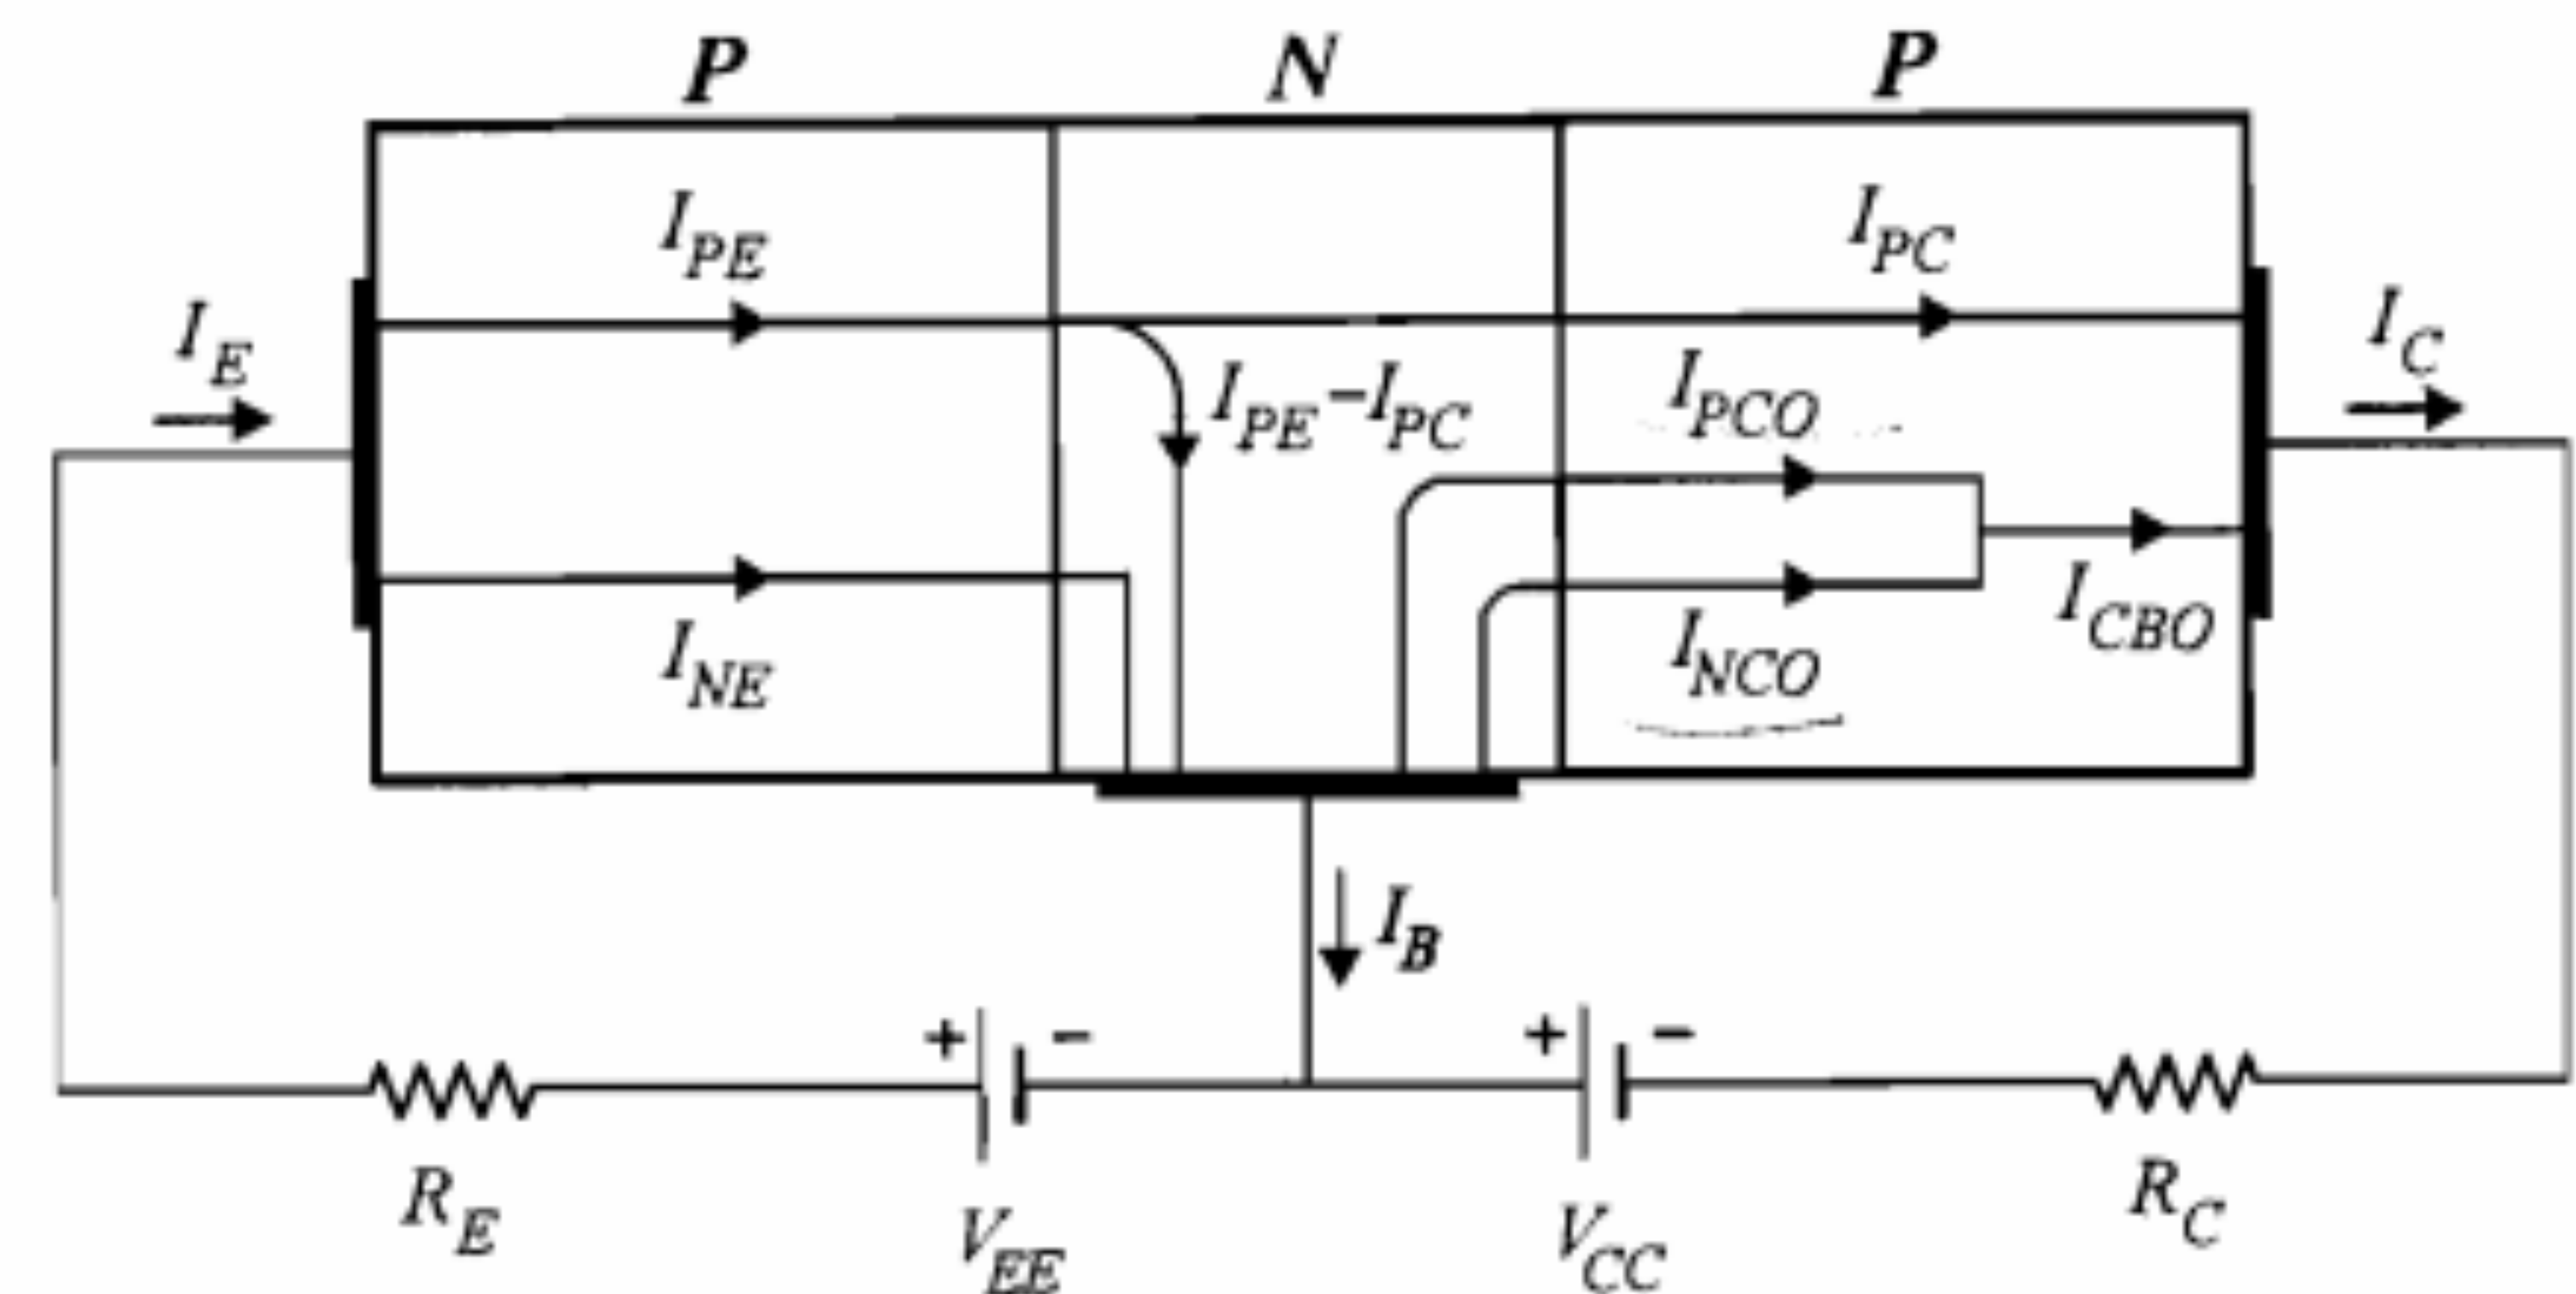 P N P
I_PE I_PC
I_E I_C
I_PE-I_PC I_PCO
I_NE I_NCO I_CBO
I_B
+ - + -
R_E V_EE V_CC R_C